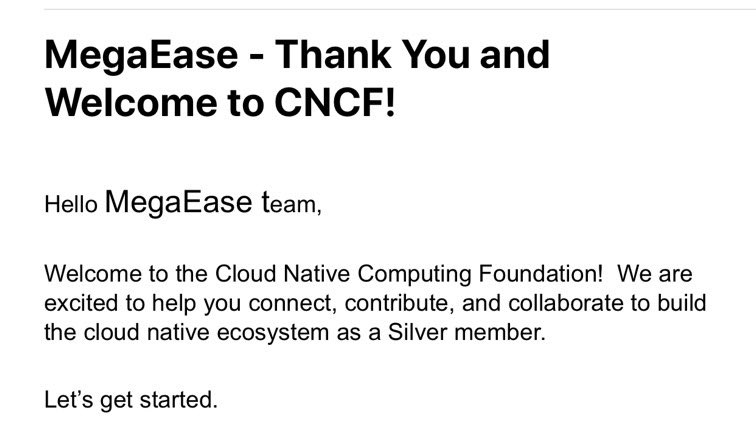 MegaEase - Thank You and
Welcome to CNCF!
Hello MegaEase team,
Welcome to the Cloud Native Computing Foundation!  We are
excited to help you connect, contribute, and collaborate to build
the cloud native ecosystem as a Silver member.
Let’s get started.